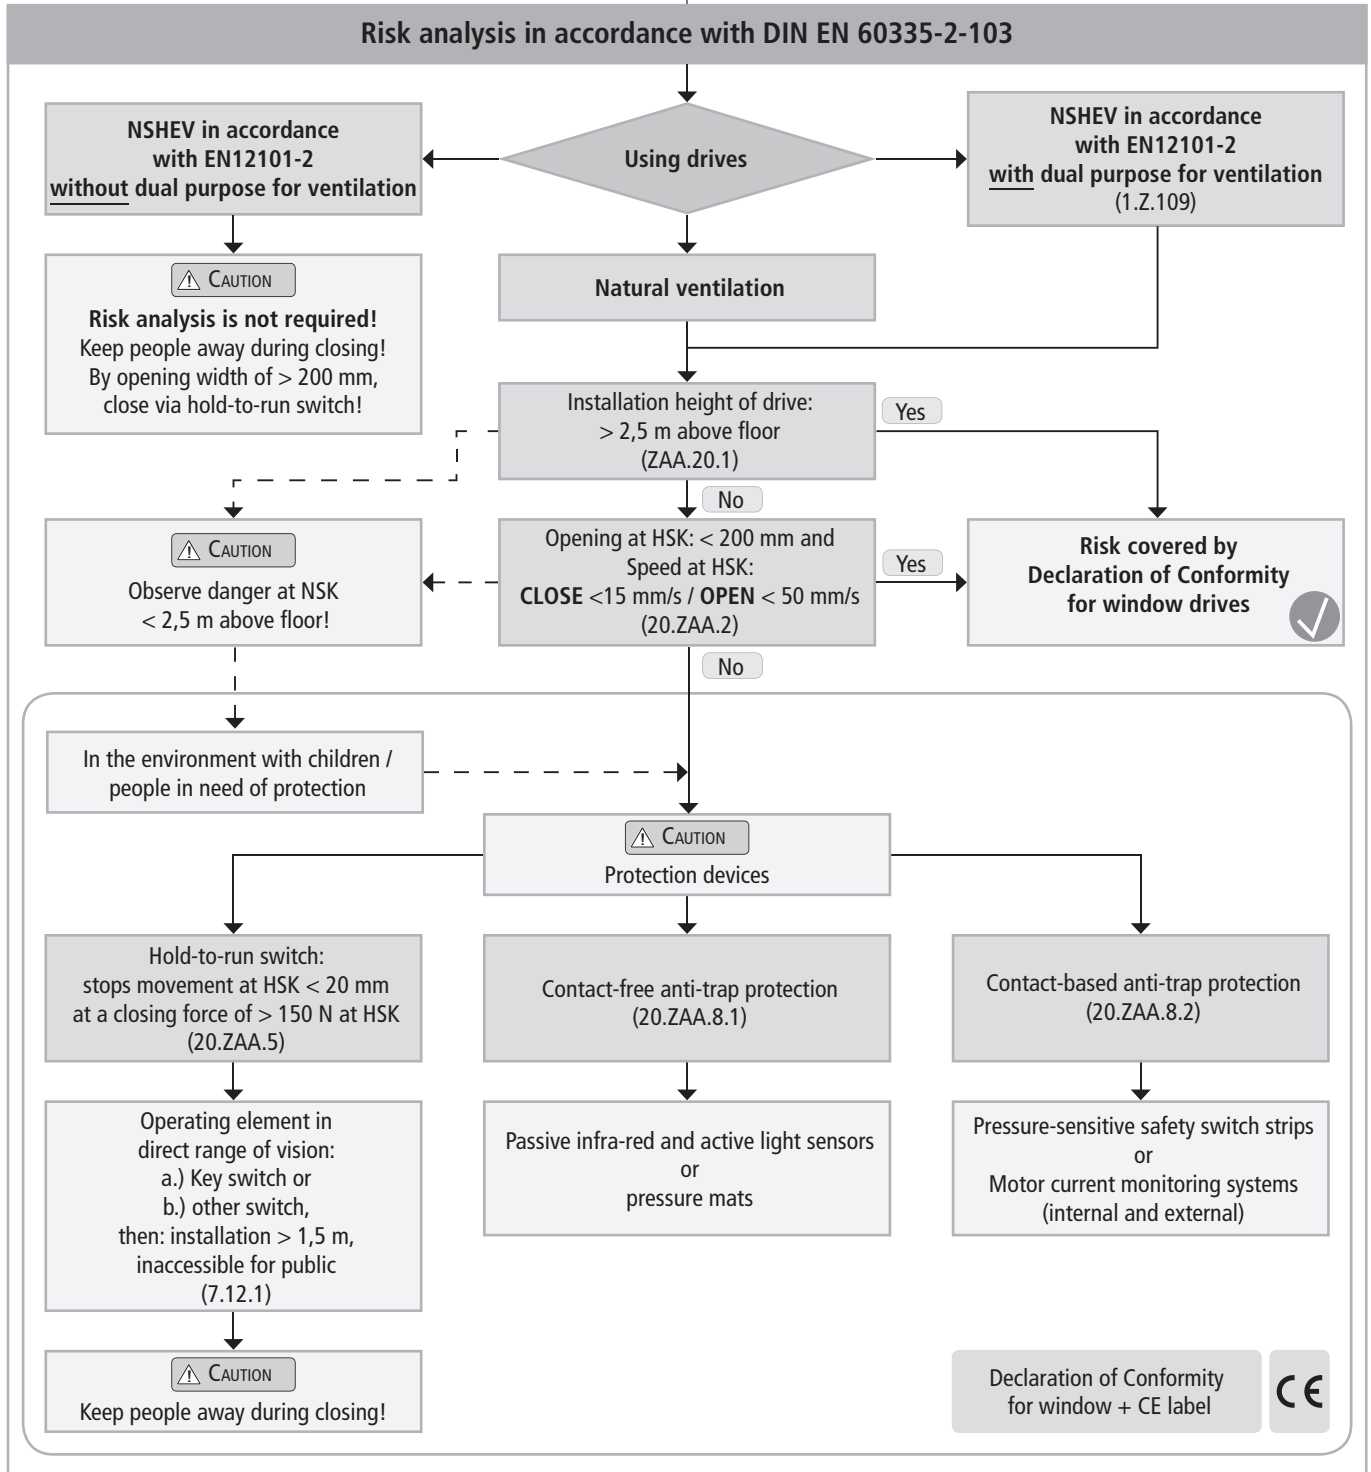 Risk analysis in accordance with DIN EN 60335-2-103
NSHEV in accordance
with EN12101-2
without dual purpose for ventilation
Using drives
NSHEV in accordance
with EN12101-2
with dual purpose for ventilation
(1.Z.109)
CAUTION
Risk analysis is not required!
Keep people away during closing!
By opening width of > 200 mm,
close via hold-to-run switch!
Natural ventilation
Installation height of drive:
> 2,5 m above floor
(ZAA.20.1)
Yes
No
CAUTION
Observe danger at NSK
< 2,5 m above floor!
Opening at HSK: < 200 mm and
Speed at HSK:
CLOSE <15 mm/s / OPEN < 50 mm/s
(20.ZAA.2)
Yes
No
Risk covered by
Declaration of Conformity
for window drives
In the environment with children /
people in need of protection
CAUTION
Protection devices
Hold-to-run switch:
stops movement at HSK < 20 mm
at a closing force of > 150 N at HSK
(20.ZAA.5)
Contact-free anti-trap protection
(20.ZAA.8.1)
Contact-based anti-trap protection
(20.ZAA.8.2)
Operating element in
direct range of vision:
a.) Key switch or
b.) other switch,
then: installation > 1,5 m,
inaccessible for public
(7.12.1)
Passive infra-red and active light sensors
or
pressure mats
Pressure-sensitive safety switch strips
or
Motor current monitoring systems
(internal and external)
CAUTION
Keep people away during closing!
Declaration of Conformity
for window + CE label
CE